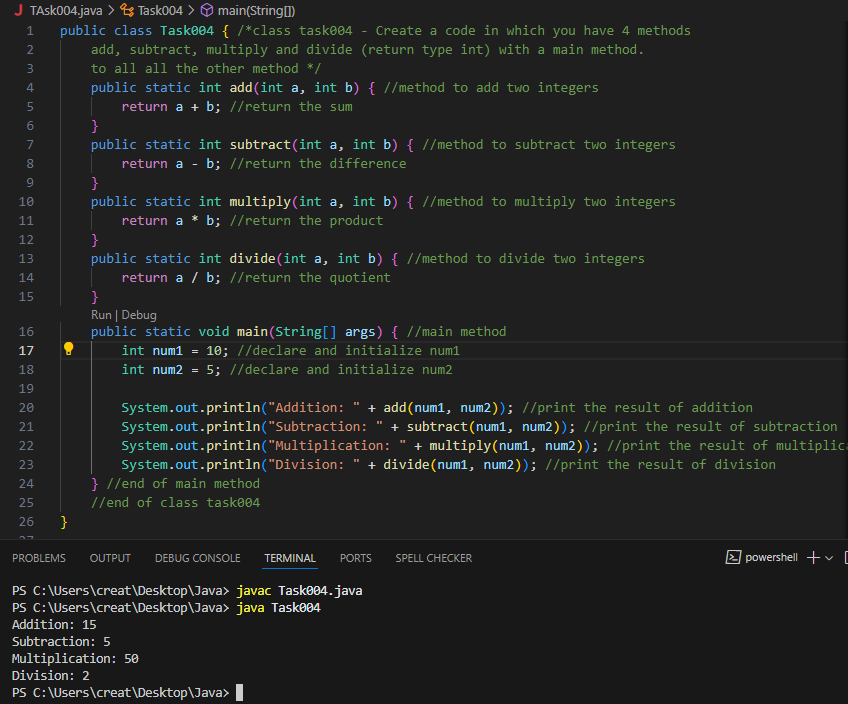 TAsk004.java > Task004 > main(String[])
1 public class Task004 { /*class task004 - Create a code in which you have 4 methods
2 add, subtract, multiply and divide (return type int) with a main method.
3 to all all the other method */
4 public static int add(int a, int b) { //method to add two integers
5 return a + b; //return the sum
6 }
7 public static int subtract(int a, int b) { //method to subtract two integers
8 return a - b; //return the difference
9 }
10 public static int multiply(int a, int b) { //method to multiply two integers
11 return a * b; //return the product
12 }
13 public static int divide(int a, int b) { //method to divide two integers
14 return a / b; //return the quotient
15 }
Run | Debug
16 public static void main(String[] args) { //main method
17 int num1 = 10; //declare and initialize num1
18 int num2 = 5; //declare and initialize num2
19
20 System.out.println("Addition: " + add(num1, num2)); //print the result of addition
21 System.out.println("Subtraction: " + subtract(num1, num2)); //print the result of subtraction
22 System.out.println("Multiplication: " + multiply(num1, num2)); //print the result of multiplica
23 System.out.println("Division: " + divide(num1, num2)); //print the result of division
24 } //end of main method
25 //end of class task004
26 }
27
PROBLEMS OUTPUT DEBUG CONSOLE TERMINAL PORTS SPELL CHECKER powershell
PS C:\Users\creat\Desktop\Java> javac Task004.java
PS C:\Users\creat\Desktop\Java> java Task004
Addition: 15
Subtraction: 5
Multiplication: 50
Division: 2
PS C:\Users\creat\Desktop\Java>